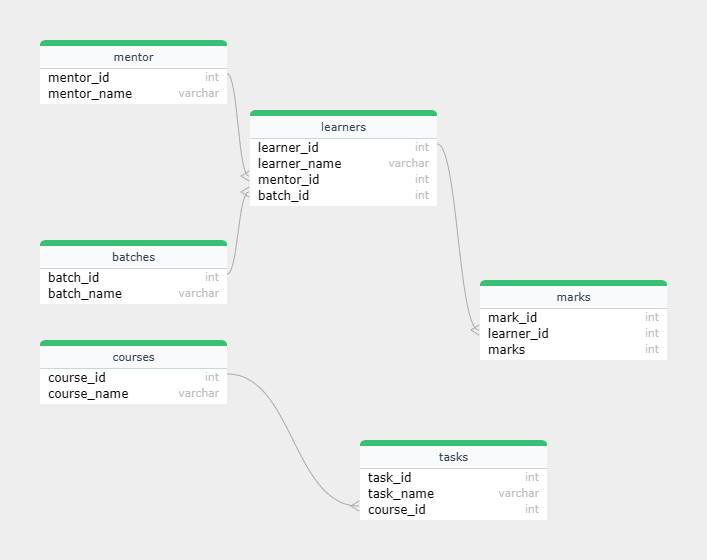 mentor
mentor_id int
mentor_name varchar
learners
learner_id int
learner_name varchar
mentor_id int
batch_id int
batches
batch_id int
batch_name varchar
marks
mark_id int
learner_id int
marks int
courses
course_id int
course_name varchar
tasks
task_id int
task_name varchar
course_id int